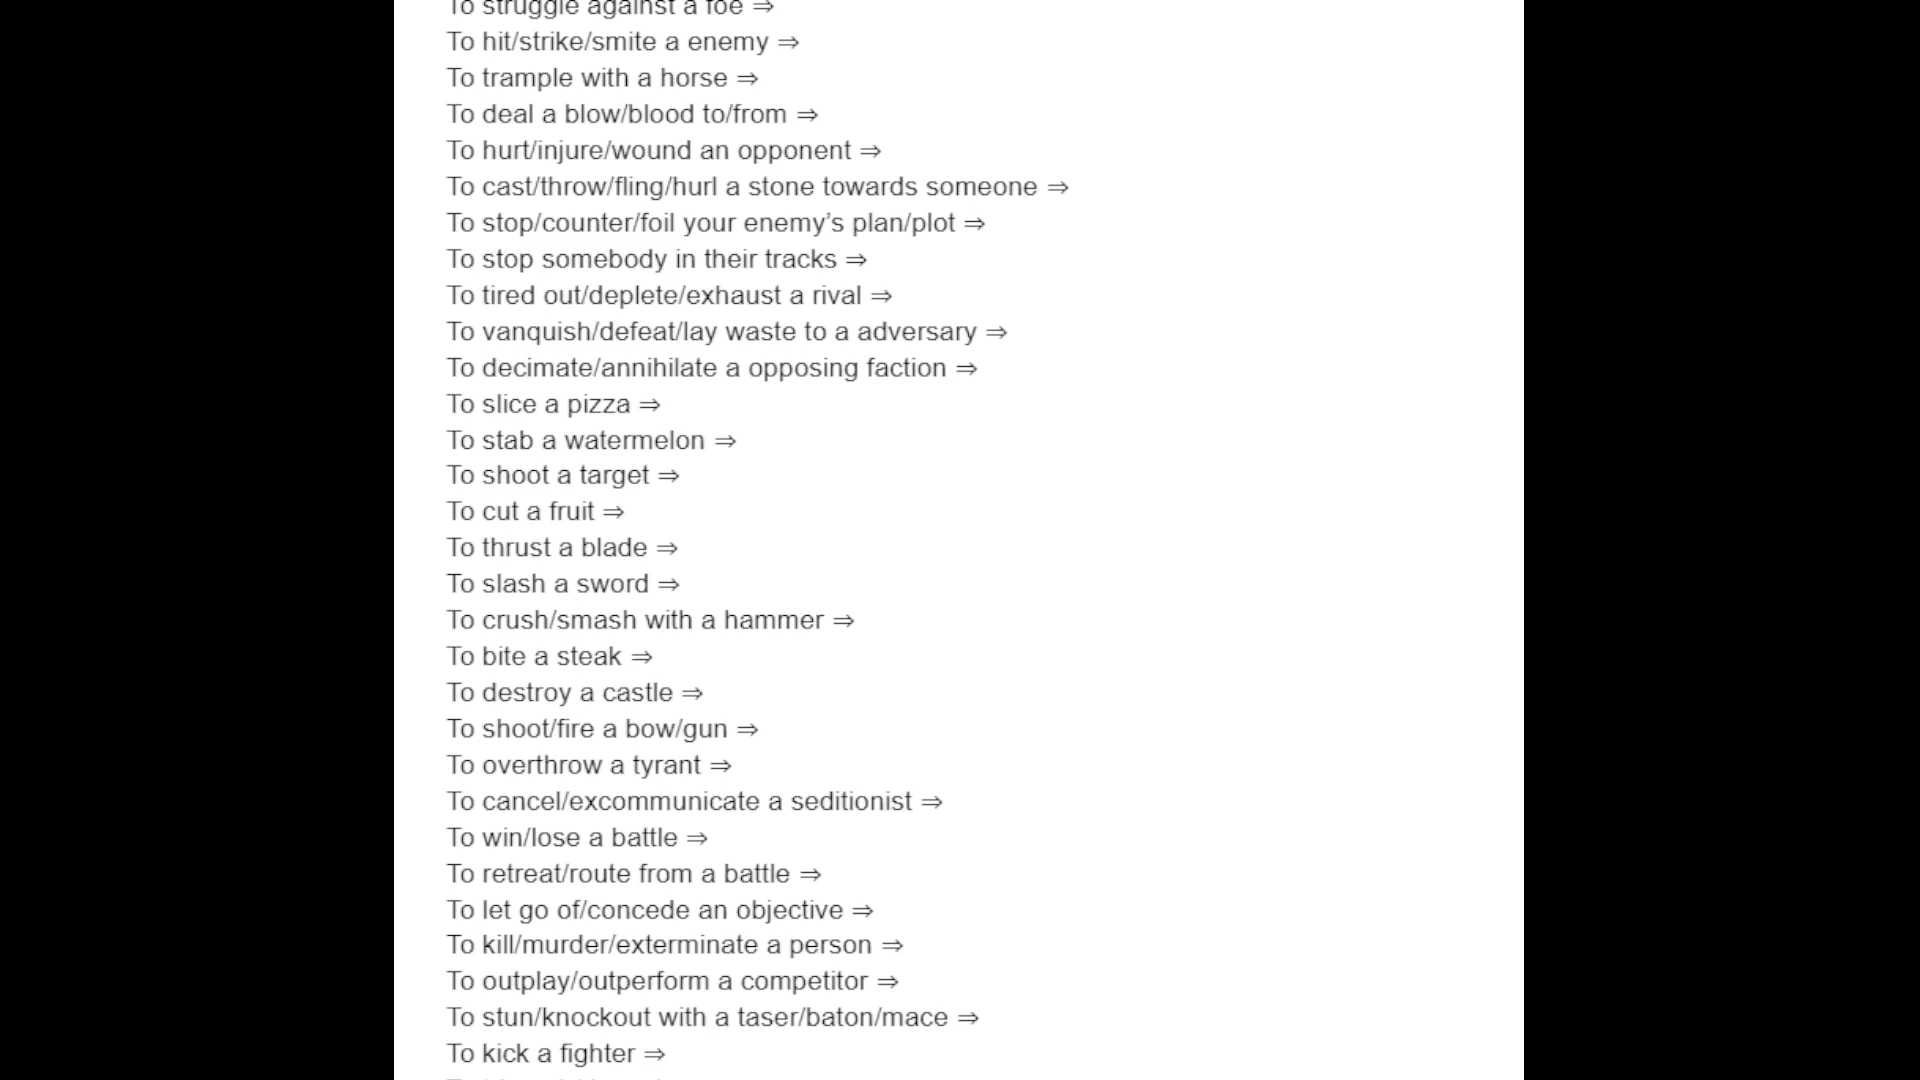 To struggle against a foe ⇒
To hit/strike/smite a enemy ⇒
To trample with a horse ⇒
To deal a blow/blood to/from ⇒
To hurt/injure/wound an opponent ⇒
To cast/throw/fling/hurl a stone towards someone ⇒
To stop/counter/foil your enemy’s plan/plot ⇒
To stop somebody in their tracks ⇒
To tired out/deplete/exhaust a rival ⇒
To vanquish/defeat/lay waste to a adversary ⇒
To decimate/annihilate a opposing faction ⇒
To slice a pizza ⇒
To stab a watermelon ⇒
To shoot a target ⇒
To cut a fruit ⇒
To thrust a blade ⇒
To slash a sword ⇒
To crush/smash with a hammer ⇒
To bite a steak ⇒
To destroy a castle ⇒
To shoot/fire a bow/gun ⇒
To overthrow a tyrant ⇒
To cancel/excommunicate a seditionist ⇒
To win/lose a battle ⇒
To retreat/route from a battle ⇒
To let go of/concede an objective ⇒
To kill/murder/exterminate a person ⇒
To outplay/outperform a competitor ⇒
To stun/knockout with a taser/baton/mace ⇒
To kick a fighter ⇒